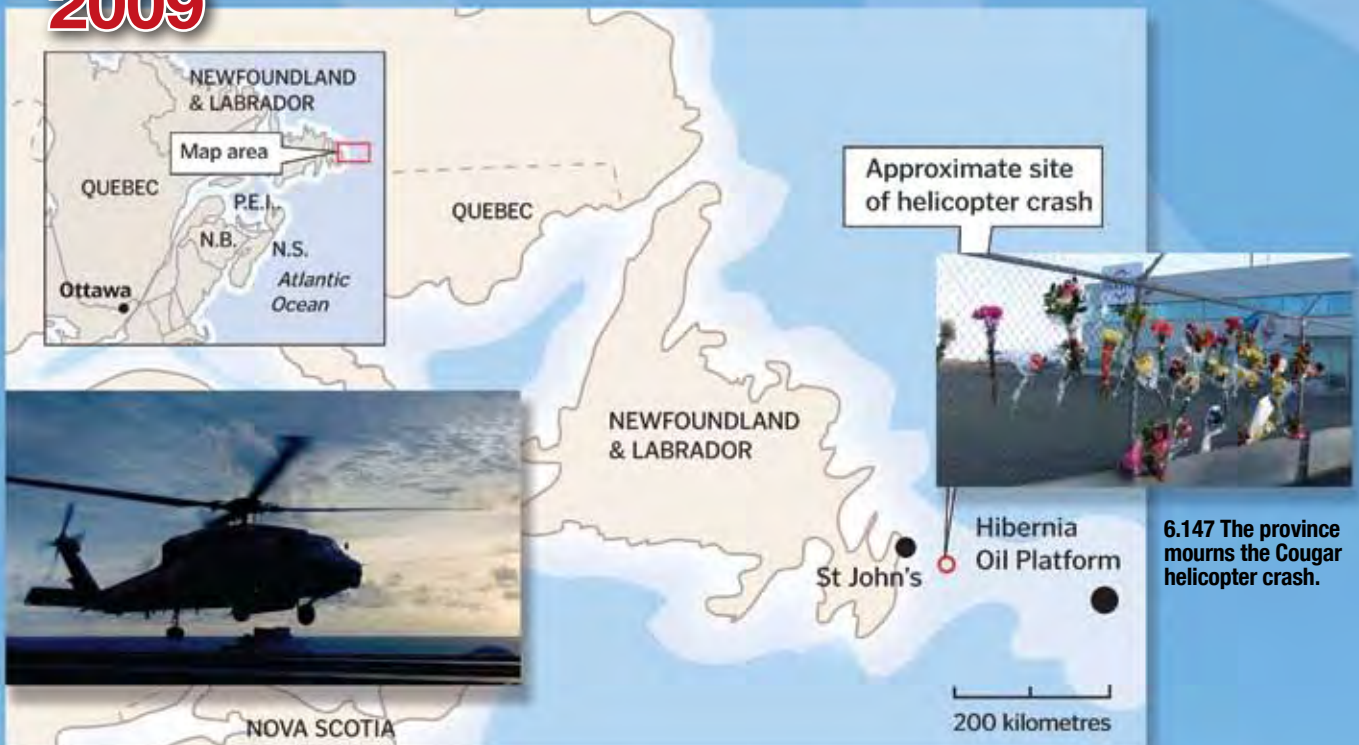 2009
NEWFOUNDLAND
& LABRADOR
Map area
QUEBEC
P.E.I.
N.B.
N.S.
Atlantic
Ocean
Ottawa
QUEBEC
Approximate site
of helicopter crash
NEWFOUNDLAND
& LABRADOR
St John's
Hibernia
Oil Platform
6.147 The province
mourns the Cougar
helicopter crash.
200 kilometres
NOVA SCOTIA